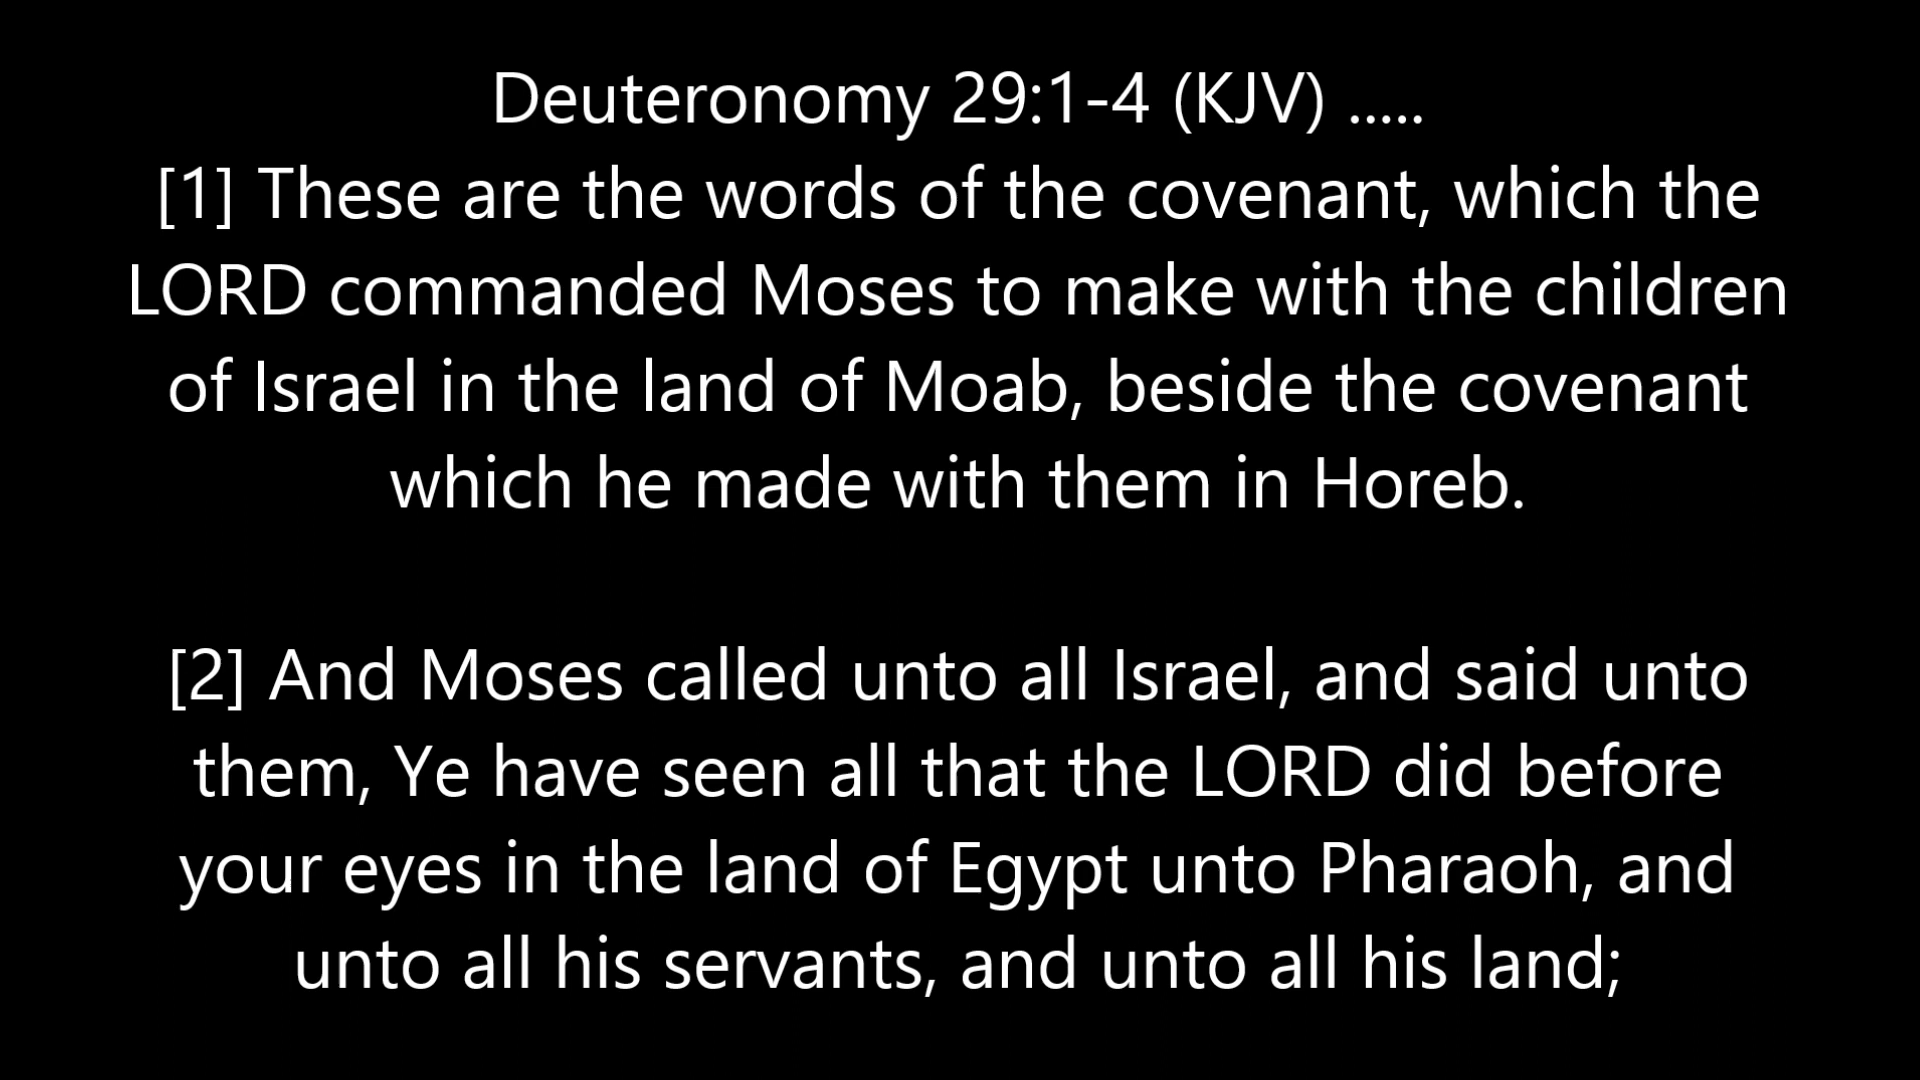 Deuteronomy 29:1-4 (KJV) .....
[1] These are the words of the covenant, which the
LORD commanded Moses to make with the children
of Israel in the land of Moab, beside the covenant
which he made with them in Horeb.
[2] And Moses called unto all Israel, and said unto
them, Ye have seen all that the LORD did before
your eyes in the land of Egypt unto Pharaoh, and
unto all his servants, and unto all his land;